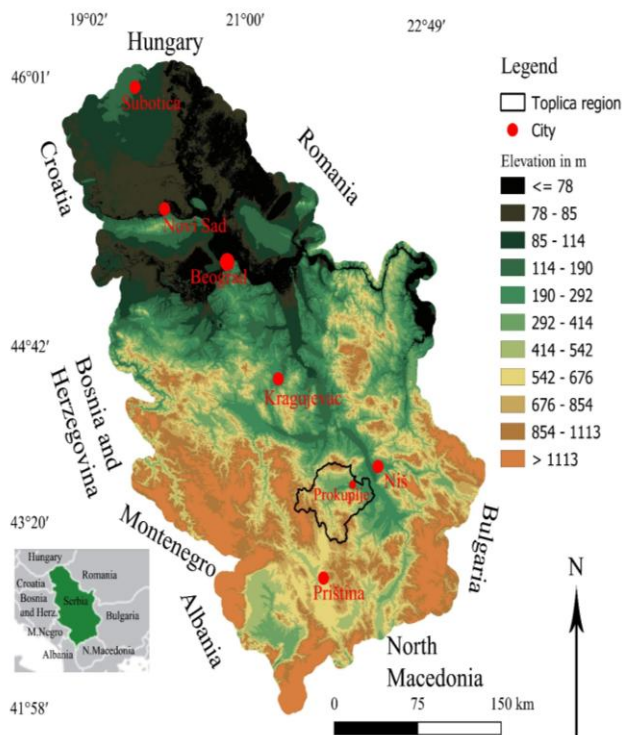 19°02'
21°00'
22°49'
Hungary
46°01'
Subotica
Croatia
Romania
Novi Sad
Beograd
44°42'
Bosnia and
Herzegovina
Kragujevac
Niš
Prokuplje
43°20'
Montenegro
Bulgaria
Priština
Albania
North
Macedonia
41°58'
0
75
150 km
N
Legend
Toplica region
City
Elevation in m
<= 78
78 - 85
85 - 114
114 - 190
190 - 292
292 - 414
414 - 542
542 - 676
676 - 854
854 - 1113
> 1113
Hungary
Croatia
Romania
Bosnia
and Herz.
Serbia
Bulgaria
M.Negro
Albania
N.Macedonia